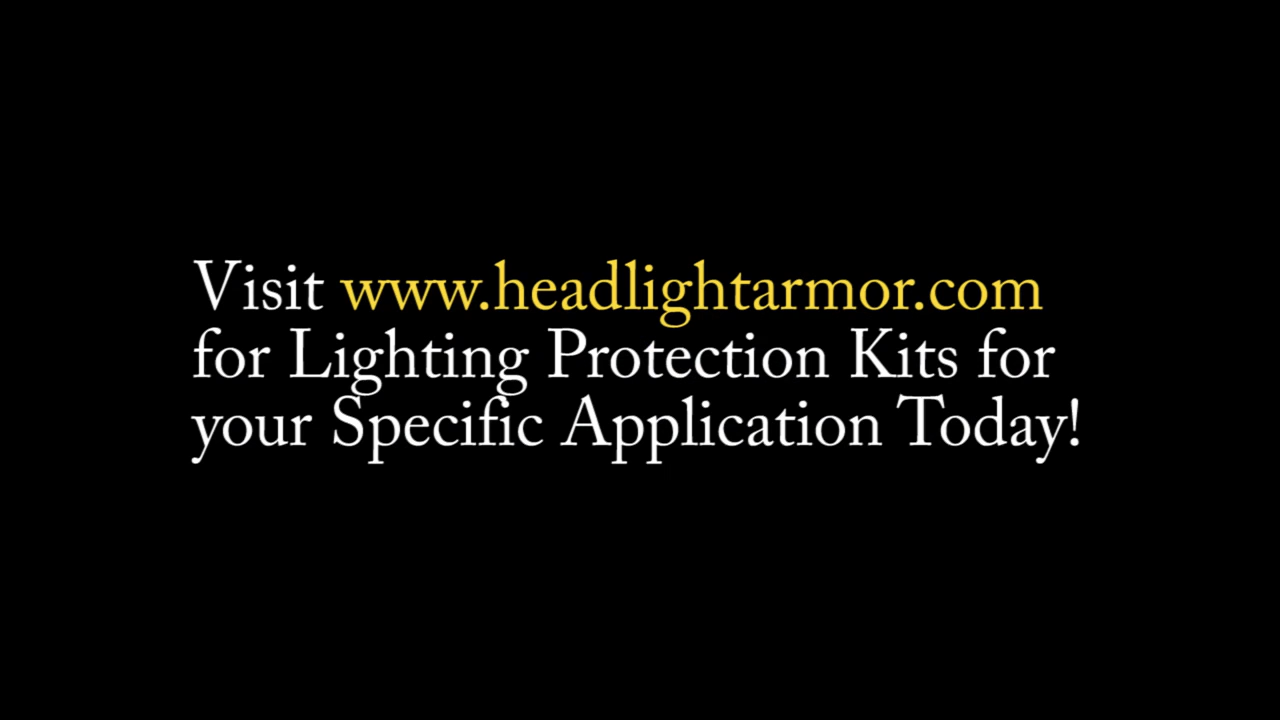 Visit www.headlightarmor.com
for Lighting Protection Kits for
your Specific Application Today!